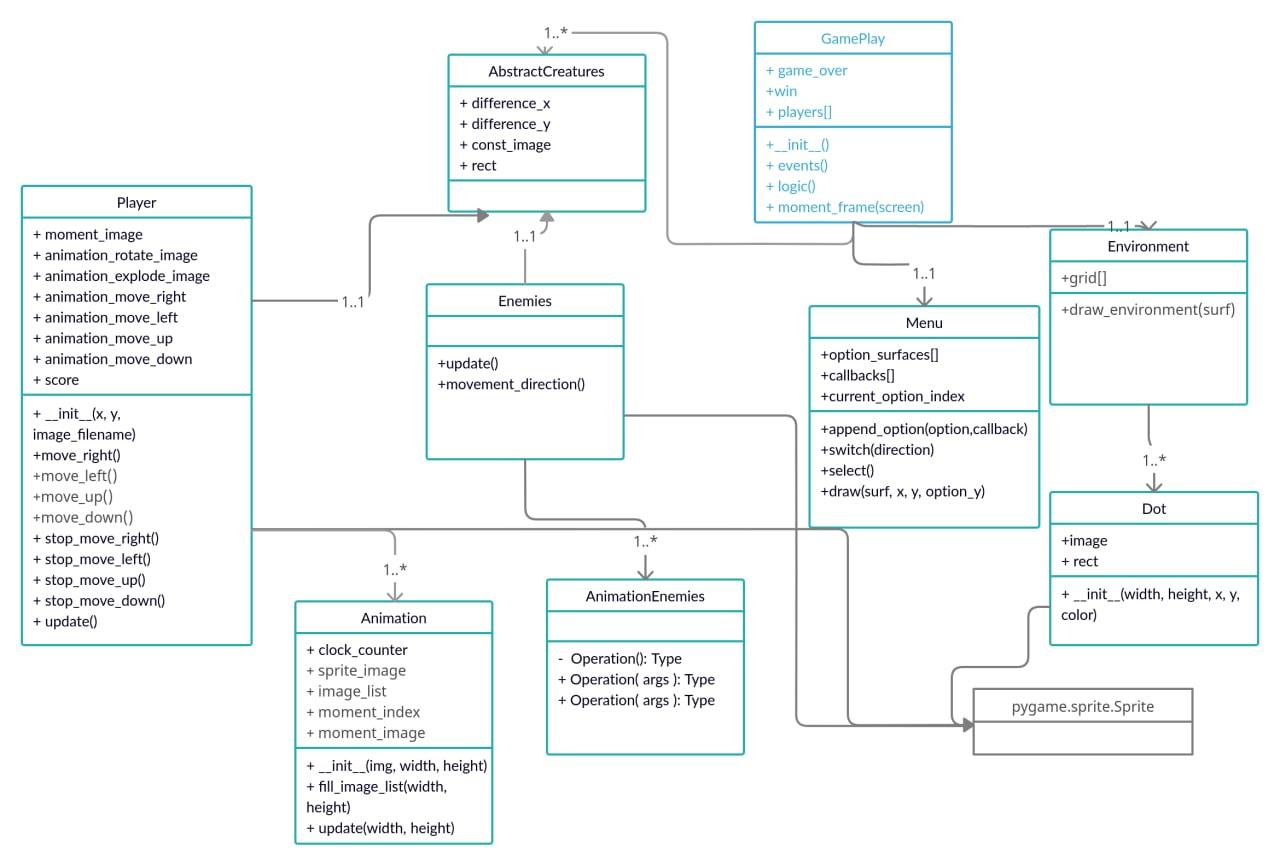 1..*
GamePlay
+ game_over
+win
+ players[]
+__init__()
+ events()
+ logic()
+ moment_frame(screen)
AbstractCreatures
+ difference_x
+ difference_y
+ const_image
+ rect
Player
+ moment_image
+ animation_rotate_image
+ animation_explode_image
+ animation_move_right
+ animation_move_left
+ animation_move_up
+ animation_move_down
+ score
+ __init__(x, y,
image_filename)
+move_right()
+move_left()
+move_up()
+move_down()
+ stop_move_right()
+ stop_move_left()
+ stop_move_up()
+ stop_move_down()
+ update()
1..1
1..1
Enemies
+update()
+movement_direction()
1..1
Menu
+option_surfaces[]
+callbacks[]
+current_option_index
+append_option(option,callback)
+switch(direction)
+select()
+draw(surf, x, y, option_y)
1..1
Environment
+grid[]
+draw_environment(surf)
1..*
Dot
+image
+ rect
+ __init__(width, height, x, y,
color)
1..*
Animation
+ clock_counter
+ sprite_image
+ image_list
+ moment_index
+ moment_image
+ __init__(img, width, height)
+ fill_image_list(width,
height)
+ update(width, height)
1..*
AnimationEnemies
- Operation(): Type
+ Operation( args ): Type
+ Operation( args ): Type
pygame.sprite.Sprite